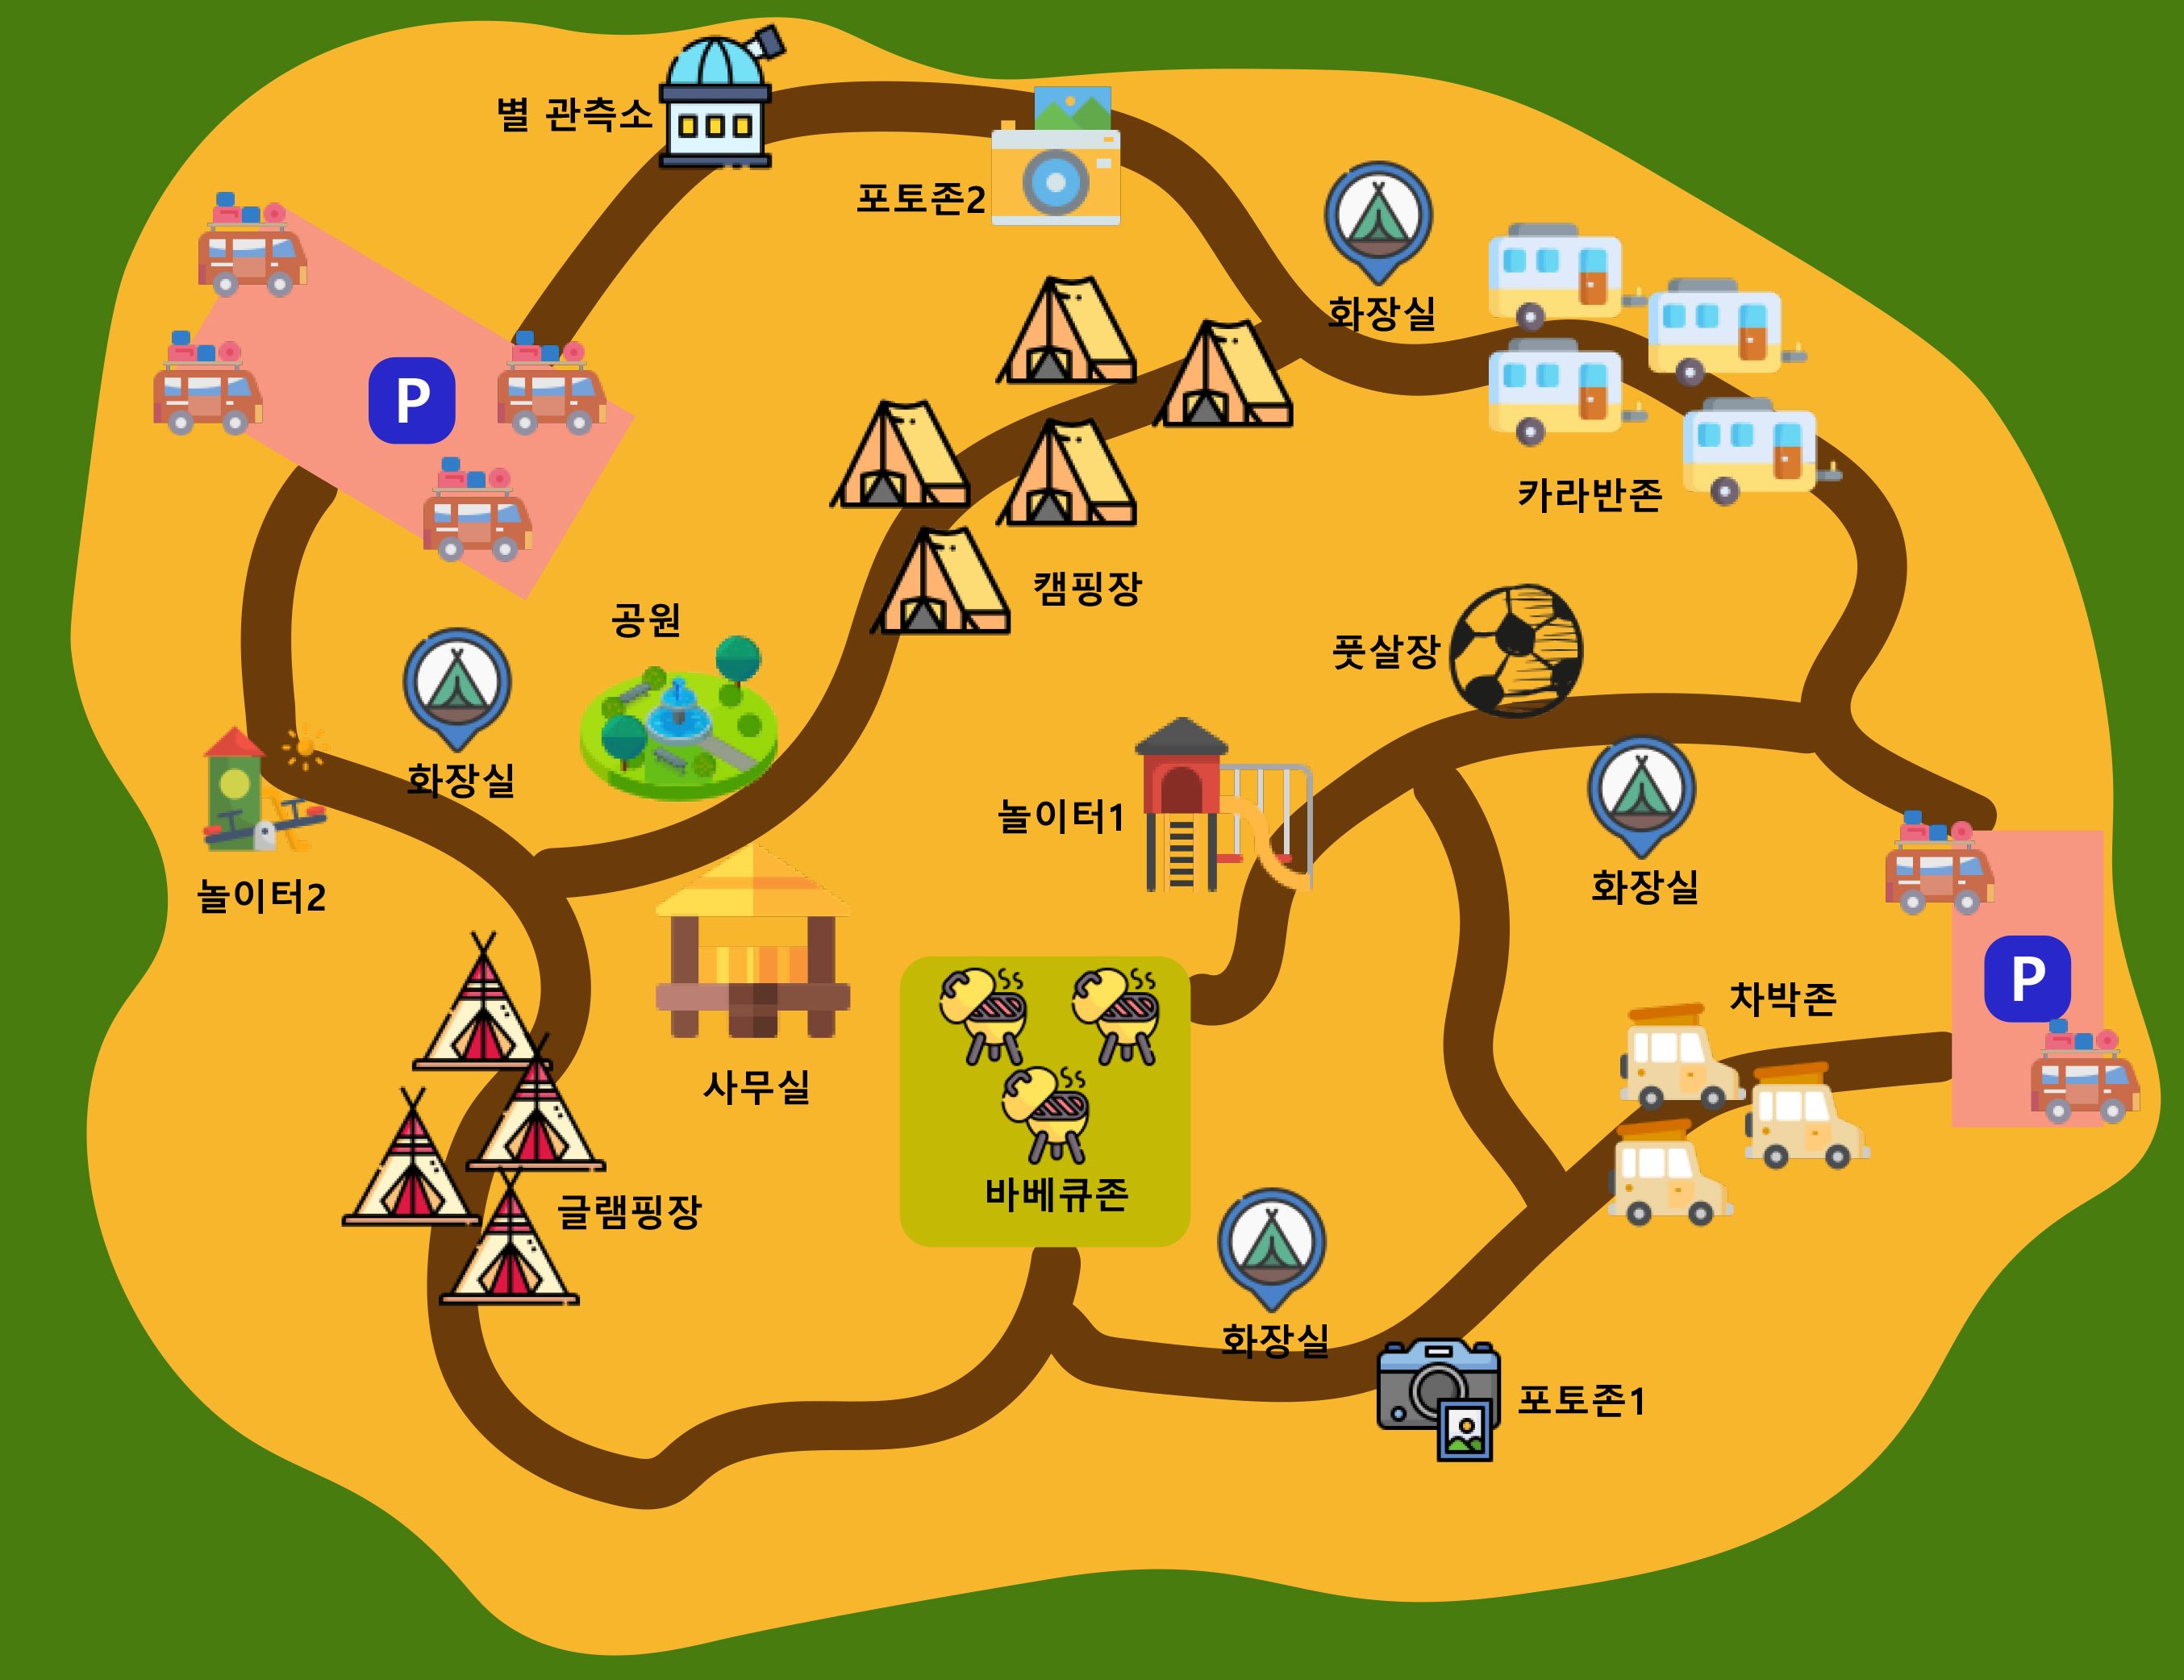 별 관측소
포토존2
화장실
P
카라반존
캠핑장
공원
풋살장
화장실
놀이터1
놀이터2
화장실
P
차박존
사무실
바베큐존
글램핑장
화장실
포토존1